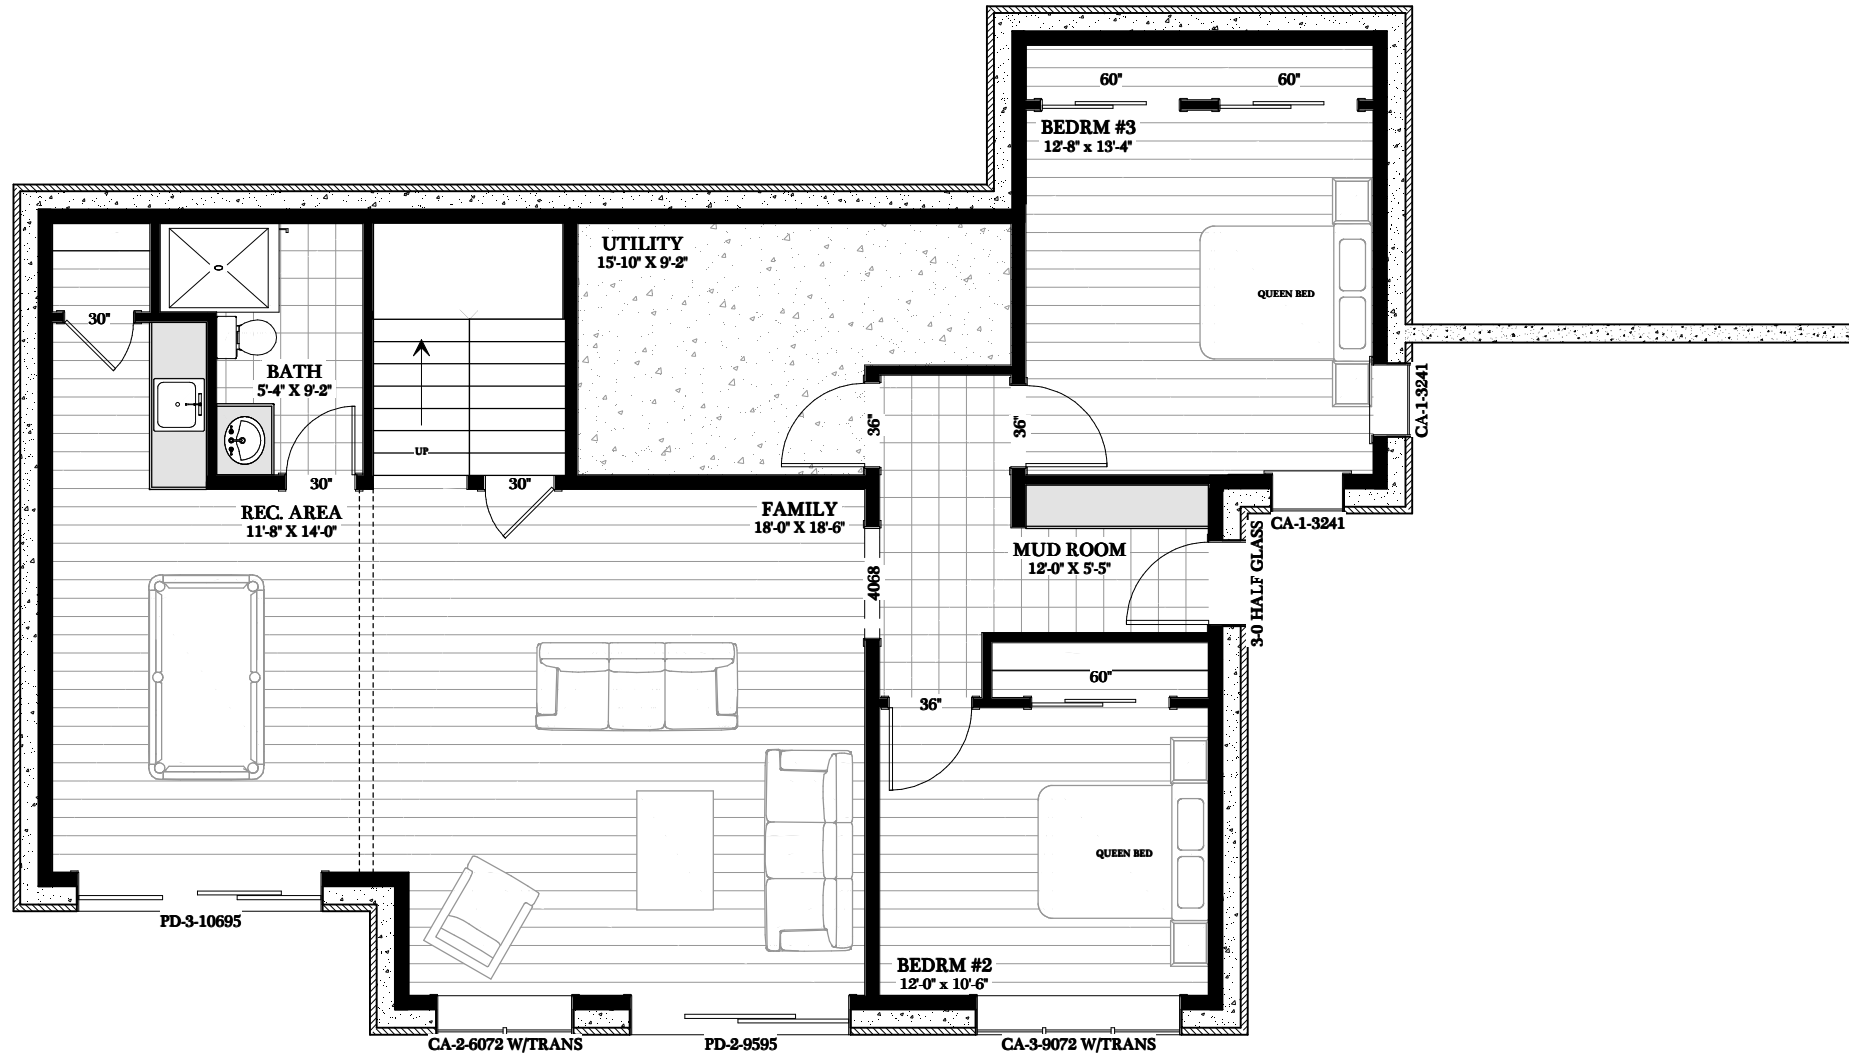 60" 60"
BEDRM #3
12'-8" x 13'-4"
UTILITY
15'-10" X 9'-2"
QUEEN BED
30"
BATH
5'-4" X 9'-2"
CA-1-3241
36" 36"
UP
30" 30"
REC. AREA
11'-8" X 14'-0"
FAMILY
18'-0" X 18'-6"
CA-1-3241
MUD ROOM
12'-0" X 5'-5"
4068
3-0 HALF GLASS
60"
36"
QUEEN BED
PD-3-10695
BEDRM #2
12'-0" x 10'-6"
CA-2-6072 W/TRANS
PD-2-9595
CA-3-9072 W/TRANS